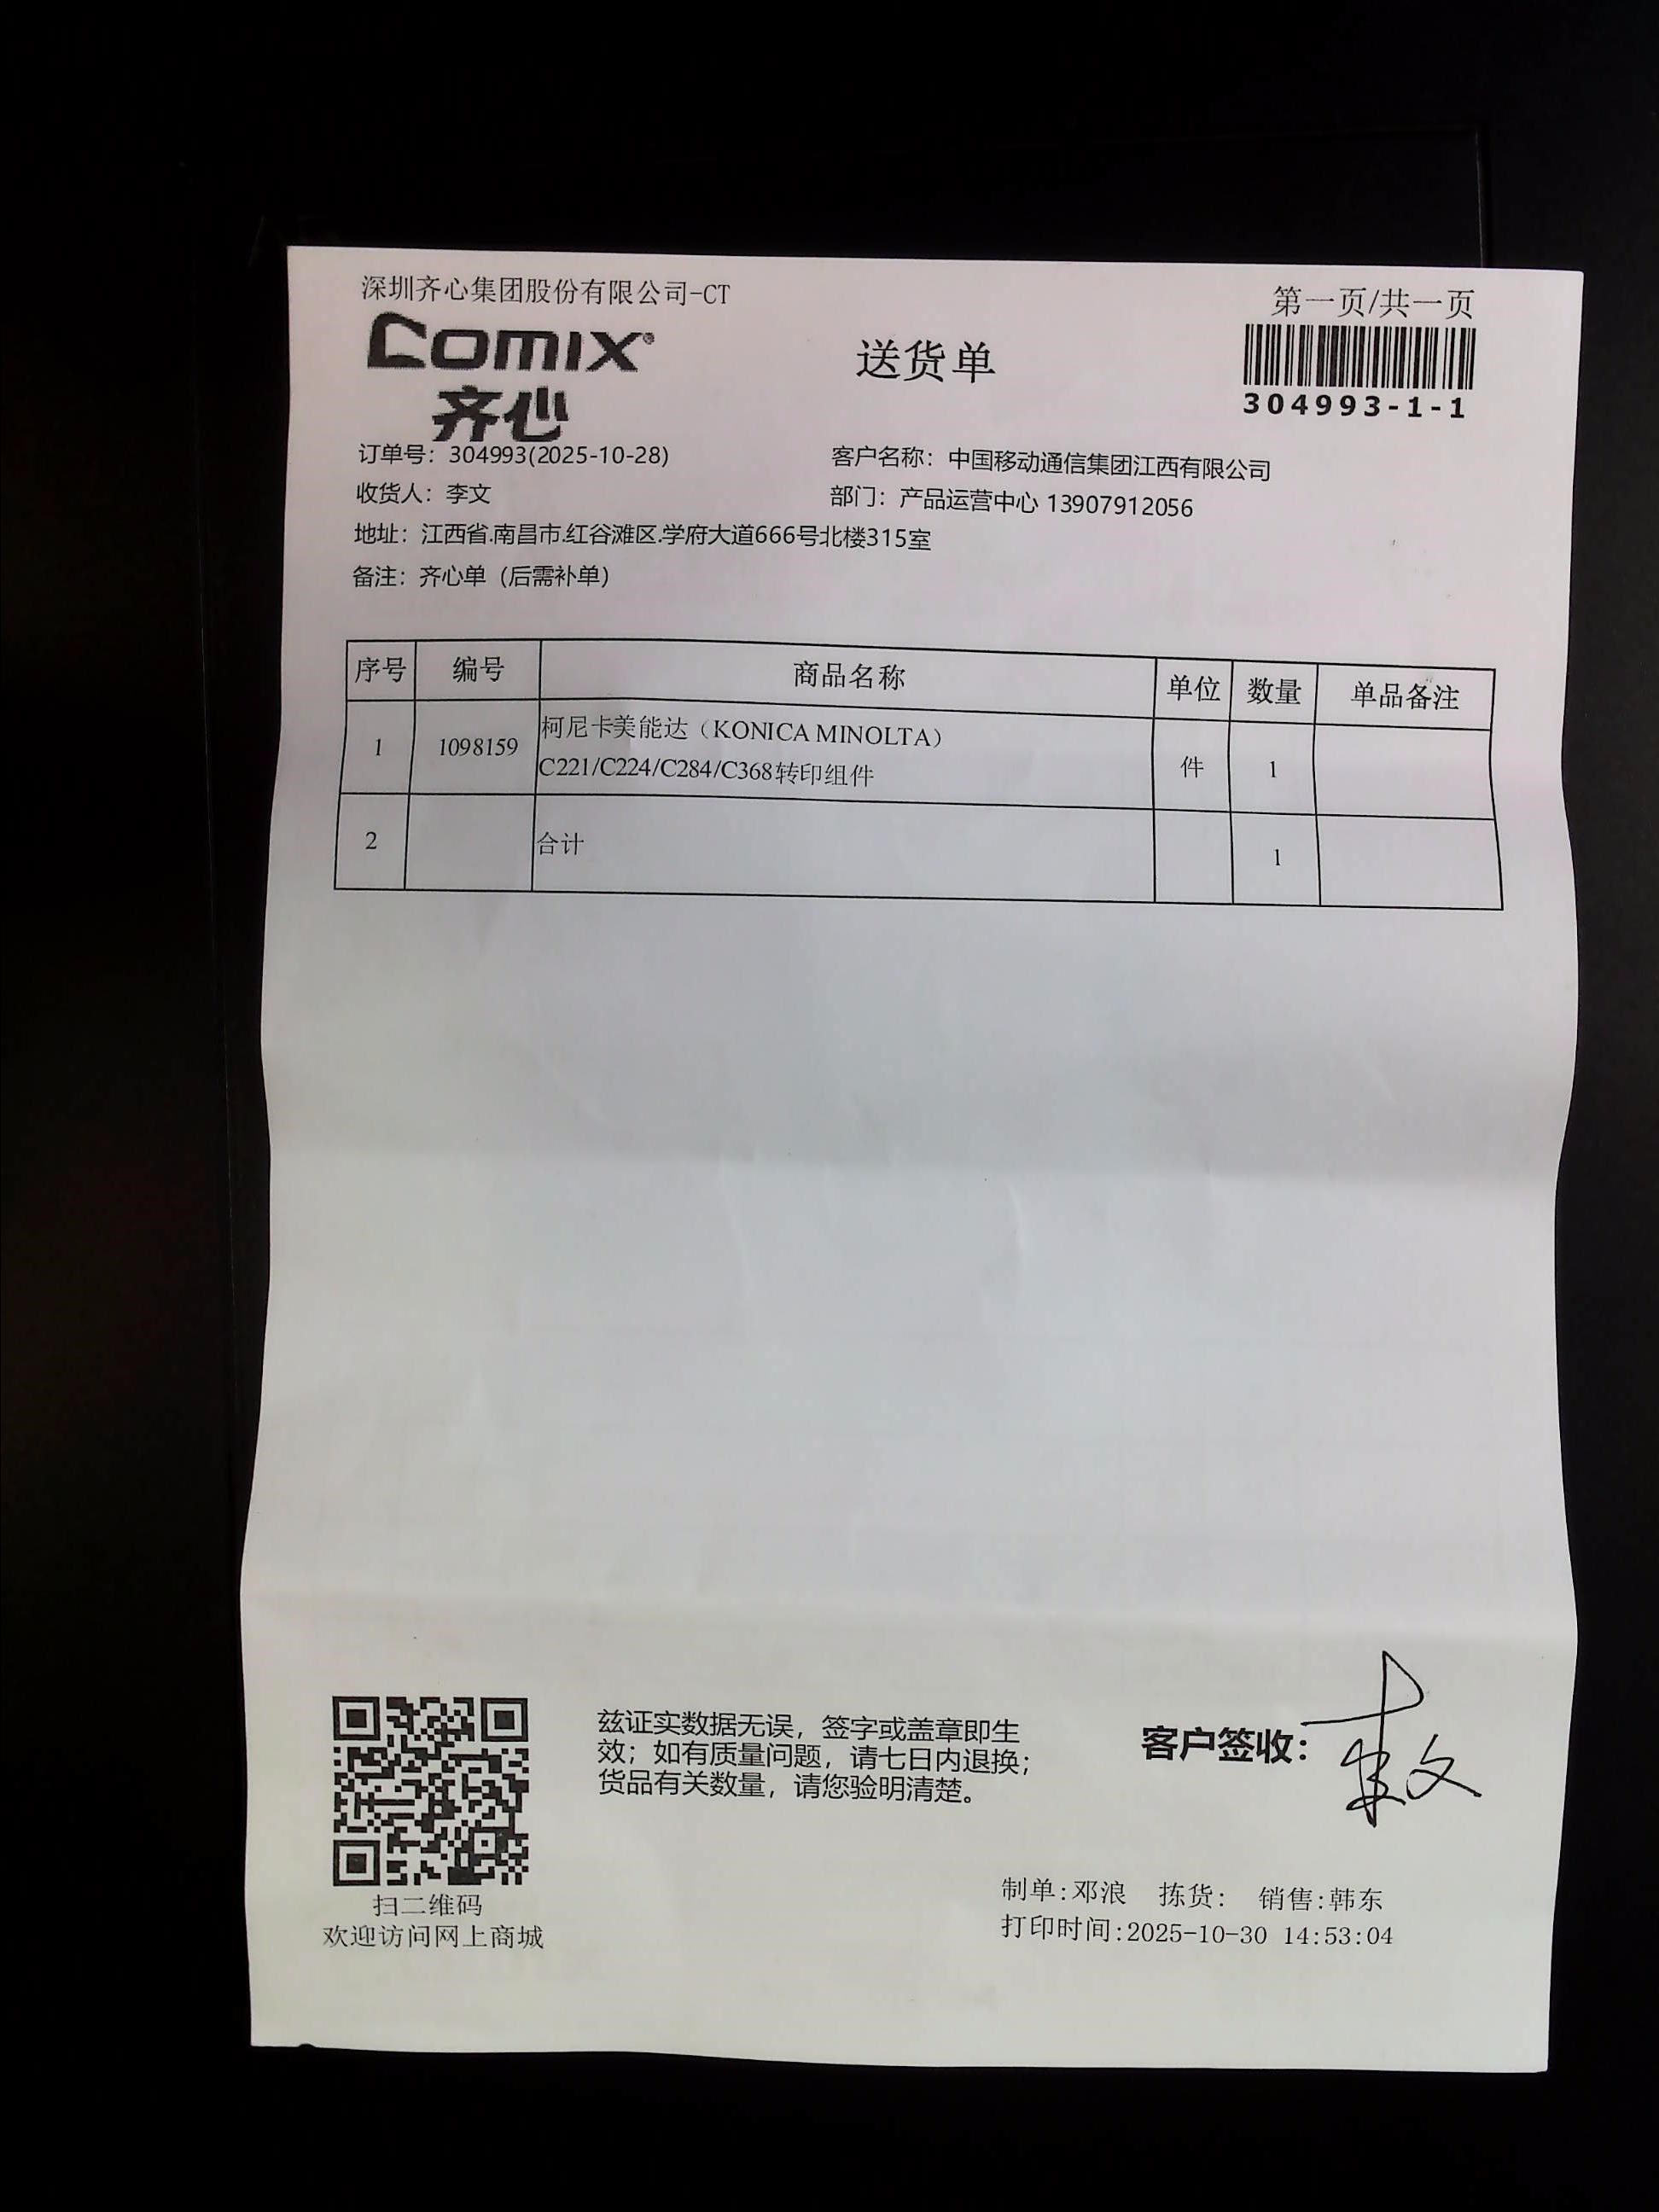 深圳齐心集团股份有限公司-CT
第一页/共一页
Comix®
齐心
送货单
304993-1-1
订单号：304993(2025-10-28)
客户名称：中国移动通信集团江西有限公司
收货人：李文
部门：产品运营中心 13907912056
地址：江西省.南昌市.红谷滩区.学府大道666号北楼315室
备注：齐心单（后需补单）
序号 编号 商品名称 单位 数量 单品备注
1 1098159 柯尼卡美能达（KONICA MINOLTA）
C221/C224/C284/C368转印组件 件 1
2 合计 1
兹证实数据无误，签字或盖章即生
效；如有质量问题，请七日内退换；
货品有关数量，请您验明清楚。
客户签收：
扫二维码
欢迎访问网上商城
制单:邓浪 拣货: 销售:韩东
打印时间:2025-10-30 14:53:04